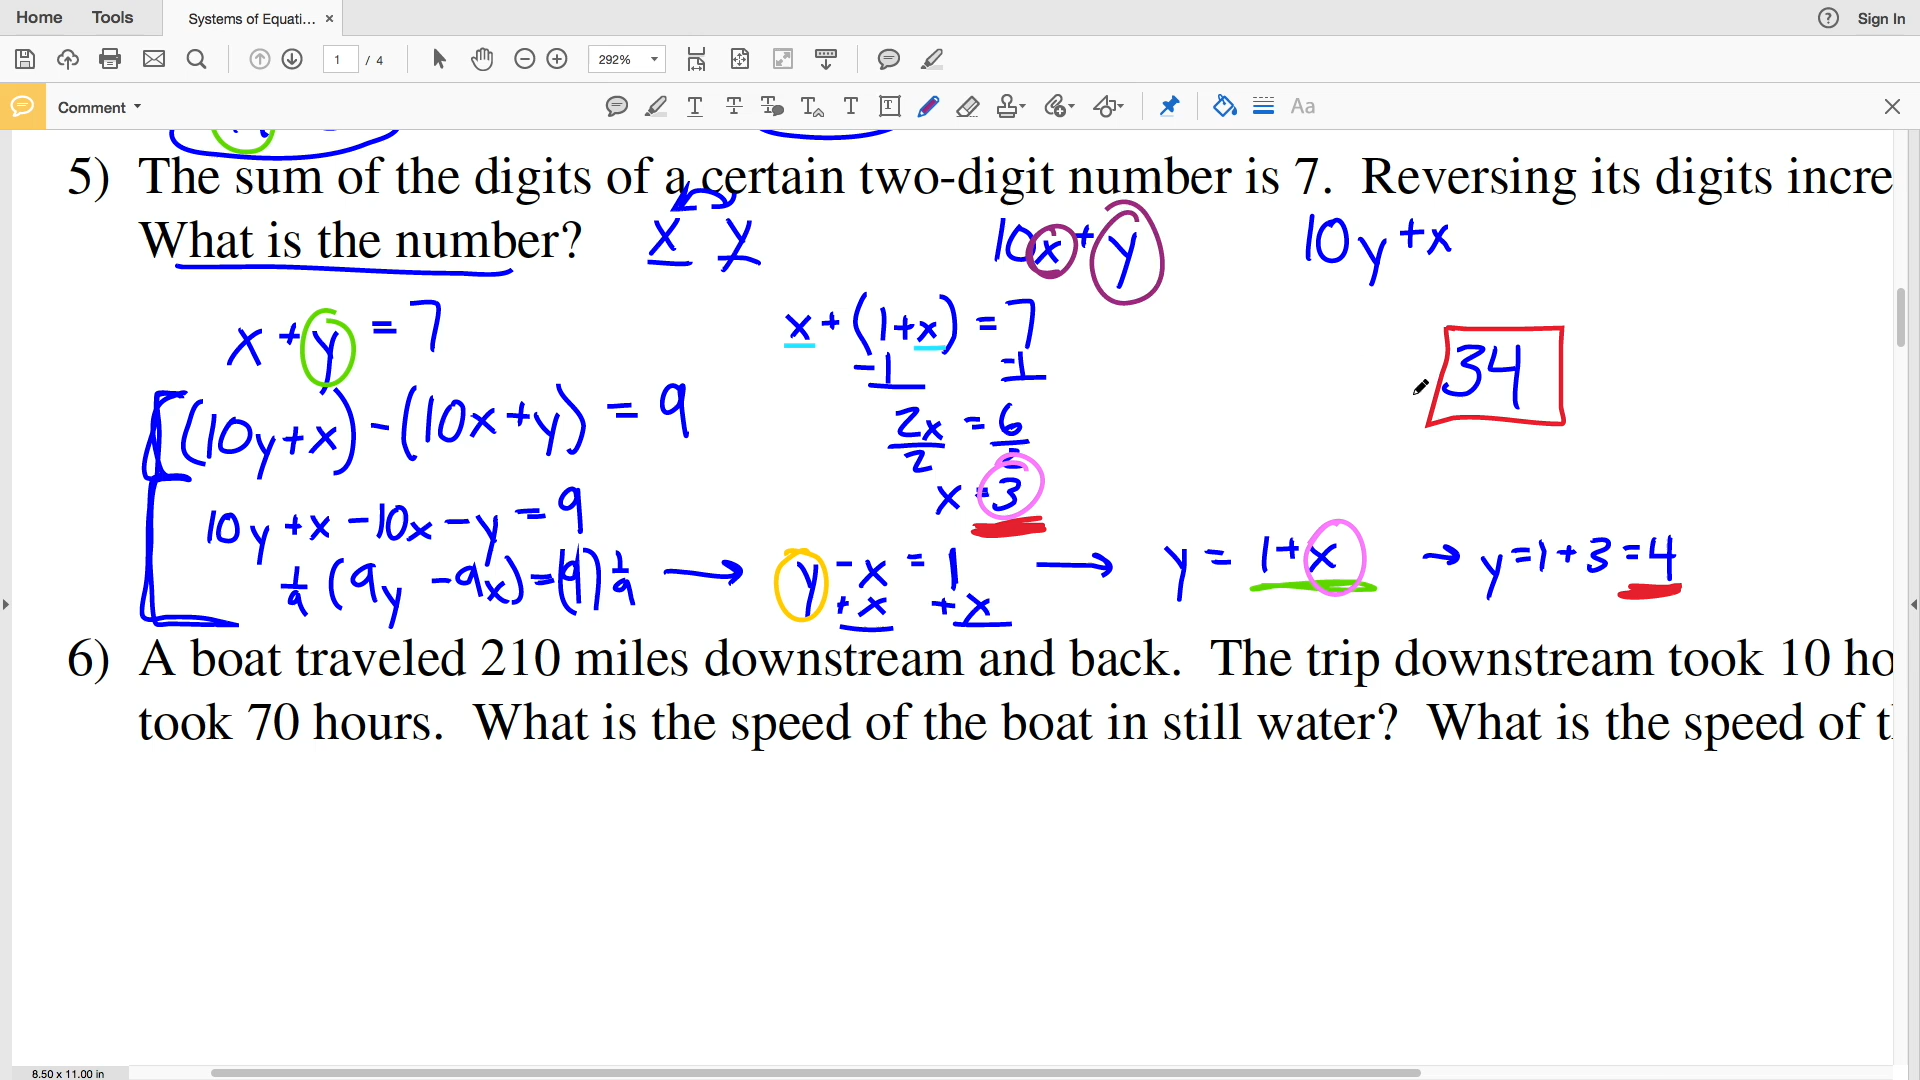 Home Tools Systems of Equati... × ? Sign In
1 / 4 292%
Comment T T T T T T Aa
5) The sum of the digits of a certain two-digit number is 7. Reversing its digits incre
What is the number? x y 10x+y 10y+x
x + y = 7 x + (1+x) = 7
-1 -1
34
(10y+x) - (10x+y) = 9 2x = 6
2 2
x = 3
10y + x - 10x - y = 9
1/9 (9y - 9x) = (9) 1/9 → y - x = 1 → y = 1 + x → y = 1 + 3 = 4
+ x + x
6) A boat traveled 210 miles downstream and back. The trip downstream took 10 ho
took 70 hours. What is the speed of the boat in still water? What is the speed of t
8.50 x 11.00 in